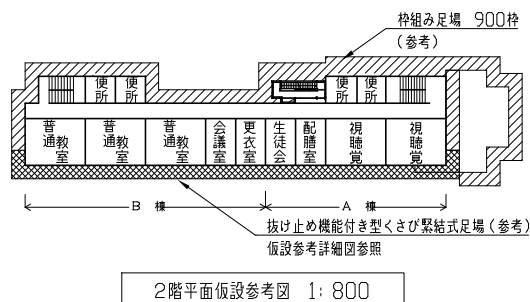 枠組み足場 900枠
(参考)
便所
便所
便所
便所
普通教室
普通教室
普通教室
会議室
更衣室
生徒会
配膳室
視聴覚
視聴覚
B 棟
A 棟
抜け止め機能付き型くさび緊結式足場(参考)
仮設参考詳細図参照
2階平面仮設参考図 1:800